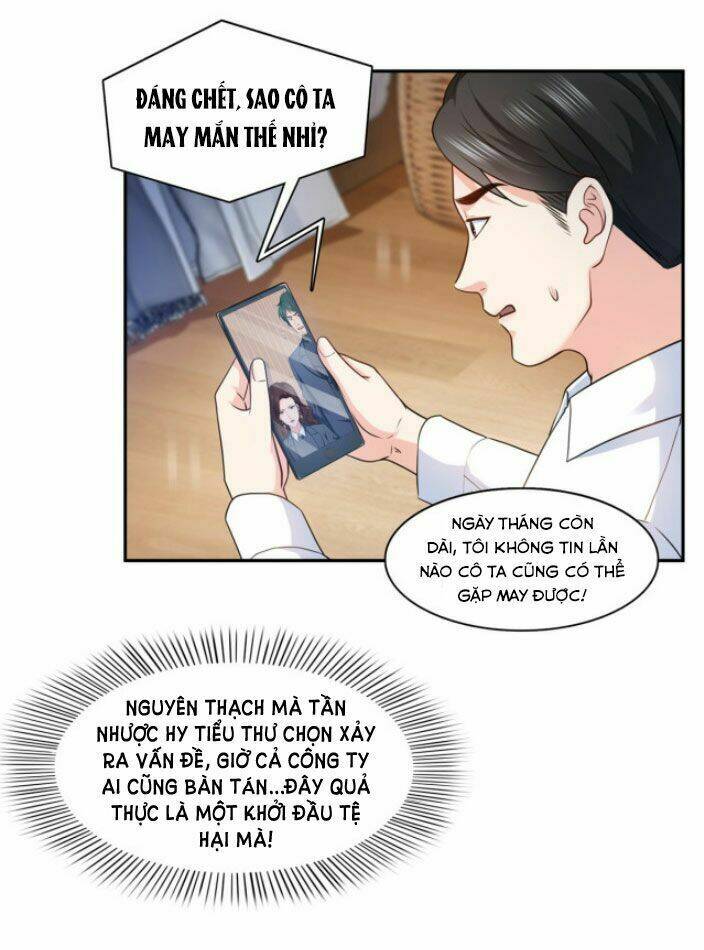 ĐÁNG CHẾT, SAO CÔ TA
MAY MẮN THẾ NHỈ?
NGÀY THÁNG CÒN
DÀI, TÔI KHÔNG TIN LẦN
NÀO CÔ TA CŨNG CÓ THỂ
GẶP MAY ĐƯỢC!
NGUYÊN THẠCH MÀ TẦN
NHƯỢC HY TIỂU THƯ CHỌN XẢY
RA VẤN ĐỀ, GIỜ CẢ CÔNG TY
AI CŨNG BÀN TÁN...ĐÂY QUẢ
THỰC LÀ MỘT KHỞI ĐẦU TỆ
HẠI MÀ!